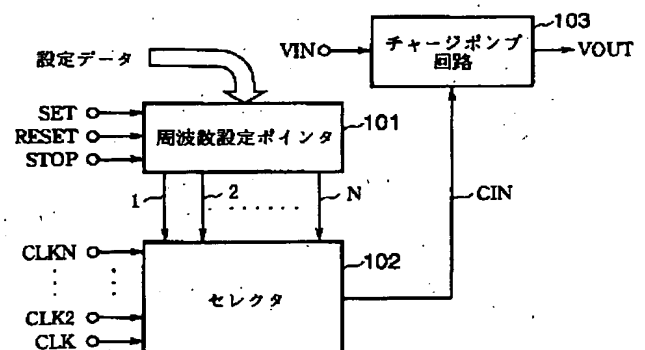 103
VIN
チャージポンプ
回路
VOUT
設定データ
SET
RESET
STOP
周波数設定ポインタ
101
1
2
N
CIN
CLKN
セレクタ
102
CLK2
CLK